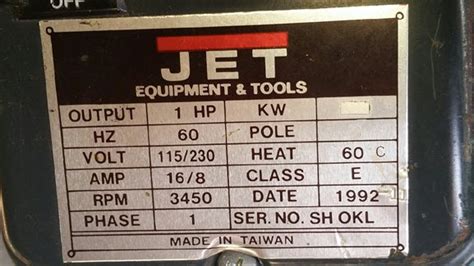 OFF
JET
EQUIPMENT & TOOLS
OUTPUT 1 HP KW
HZ 60 POLE
VOLT 115/230 HEAT 60 C
AMP 16/8 CLASS E
RPM 3450 DATE 1992
PHASE 1 SER. NO. SH OKL
MADE IN TAIWAN